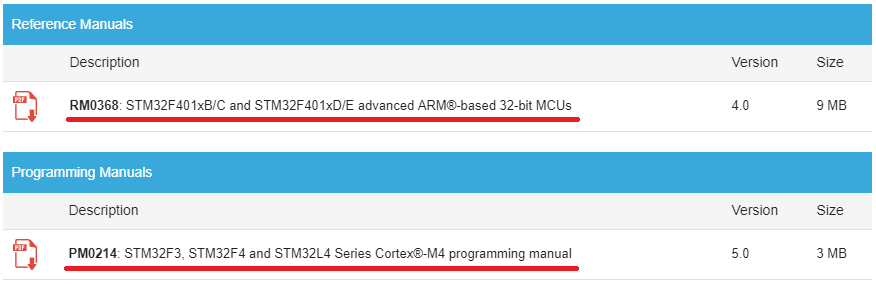 Reference Manuals
Description Version Size
PDF RM0368: STM32F401xB/C and STM32F401xD/E advanced ARM®-based 32-bit MCUs 4.0 9 MB
Programming Manuals
Description Version Size
PDF PM0214: STM32F3, STM32F4 and STM32L4 Series Cortex®-M4 programming manual 5.0 3 MB